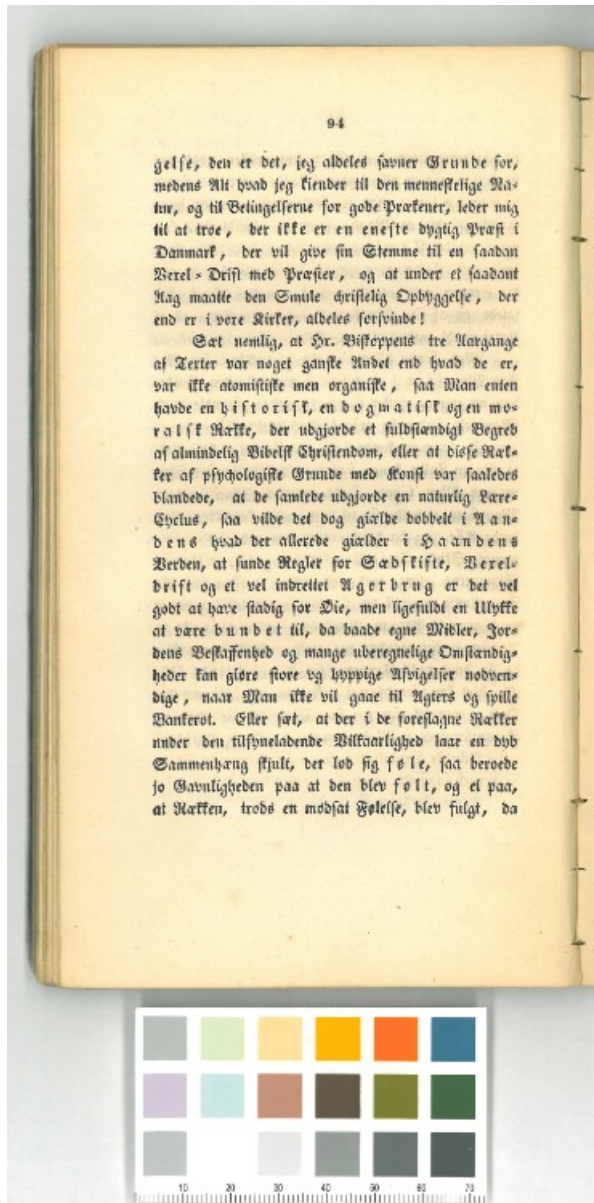 94
gelse, den er det, jeg aldeles savner Grunde for,
medens Alt hvad jeg kiender til den menneskelige Na-
tur, og til Betingelserne for gode Prækener, leder mig
til at troe, der ikke er en eneste dygtig Præst i
Danmark, der vil give sin Stemme til en saadan
Vexel-Drift med Præster, og at under et saadant
Aag maatte den Smule christelig Opbyggelse, der
end er i vore Kirker, aldeles forsvinde!
Sæt nemlig, at Hr. Biskoppens tre Aargange
af Texter var noget ganske Andet end hvad de er,
var ikke atomistiske men organiske, saa Man enten
havde en historisk, en dogmatisk og en mo-
ralsk Række, der udgjorde et fuldstændigt Begreb
af almindelig Bibelsk Christendom, eller at disse Ræk-
ker af psychologiske Grunde med Konst var saaledes
blandede, at de samlede udgjorde en naturlig Lære-
Cyclus, saa vilde det dog gielde dobbelt i Aan-
dens hvad det allerede gielder i Haandens
Verden, at sunde Regler for Sædskifte, Vexel-
drift og et vel indrettet Agerbrug er det vel
godt at have stadig for Øie, men ligefuldt en Ulykke
at være bundet til, da baade egne Midler, Jor-
dens Beskaffenhed og mange uberegnelige Omstændig-
heder kan giøre store og hyppige Afvigelser nødven-
dige, naar Man ikke vil gaae til Agters og spille
Bankerot. Eller sæt, at der i de foreslagne Rækker
under den tilsyneladende Vilkaarlighed laae en dyb
Sammenhæng skjult, der lod sig føle, saa beroede
jo Gavnligheden paa at den blev følt, og ei paa,
at Rækken, trods en modsat Følelse, blev fulgt, da
10 20 30 40 50 60 70